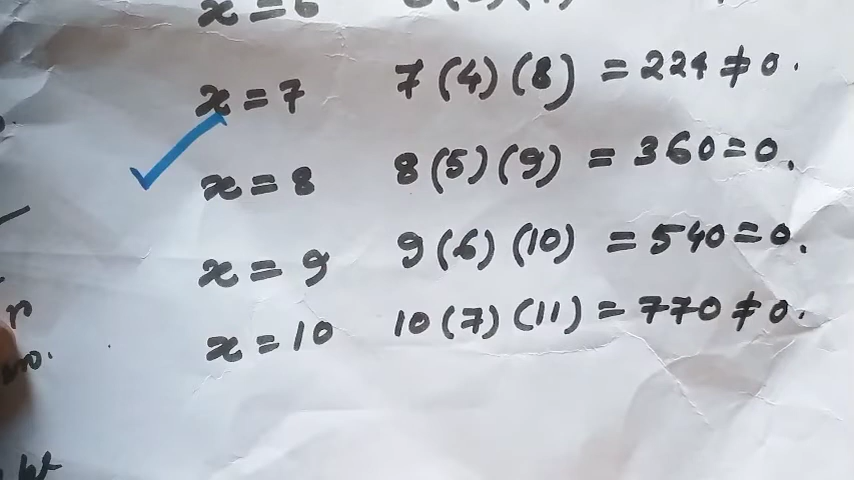 x = 6
x = 7 7 (4) (8) = 224 ≠ 0.
x = 8 8 (5) (9) = 360 = 0.
x = 9 9 (6) (10) = 540 = 0.
x = 10 10 (7) (11) = 770 ≠ 0.